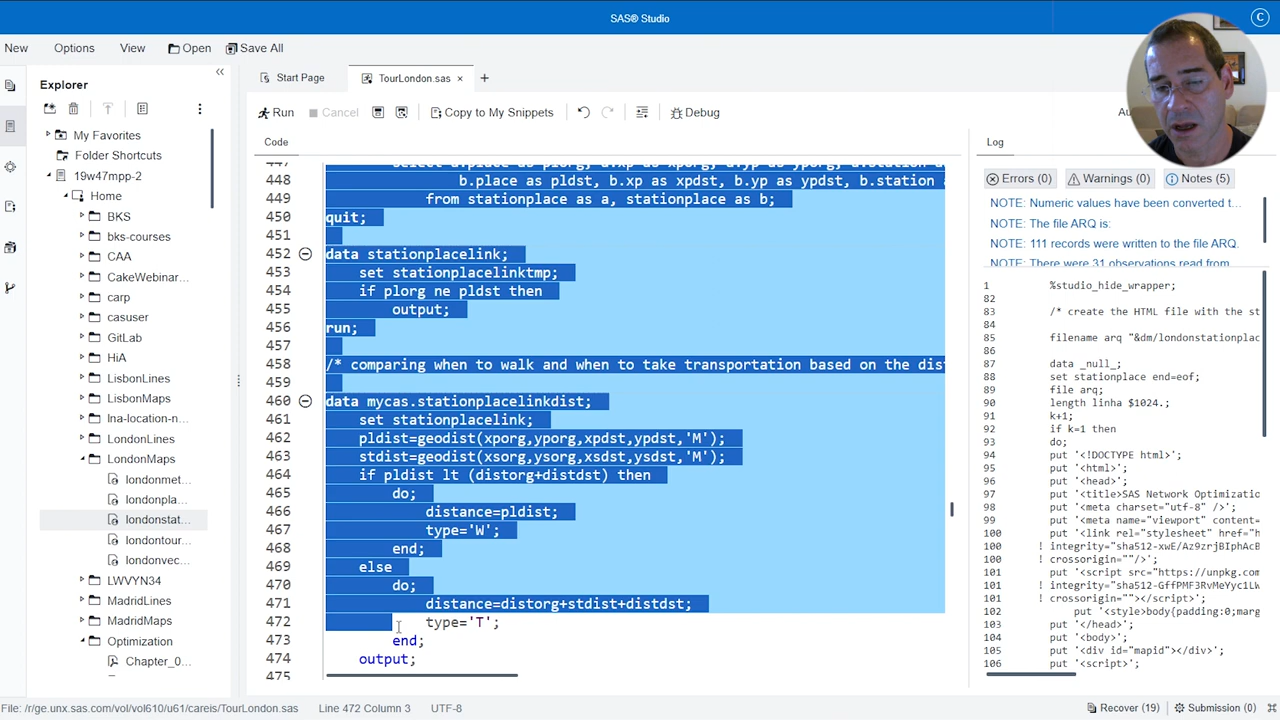 SAS® Studio
C
New Options View Open Save All
Explorer
My Favorites
Folder Shortcuts
19w47mpp-2
Home
BKS
bks-courses
CAA
CakeWebinar...
carp
casuser
GitLab
HiA
LisbonLines
LisbonMaps
lna-location-n...
LondonLines
LondonMaps
londonmet...
londonpla...
londonstat...
londontour...
londonvec...
LWVYN34
MadridLines
MadridMaps
Optimization
Chapter_0...
Start Page TourLondon.sas × +
Run Cancel Copy to My Snippets Debug Au
Code
447
448 b.place as pldst, b.xp as xpdst, b.yp as ypdst, b.station a
449 from stationplace as a, stationplace as b;
450 quit;
451
452 data stationplacelink;
453 set stationplacelinktmp;
454 if plorg ne pldst then
455 output;
456 run;
457
458 /* comparing when to walk and when to take transportation based on the dis
459
460 data mycas.stationplacelinkdist;
461 set stationplacelink;
462 pldist=geodist(xporg,yporg,xpdst,ypdst,'M');
463 stdist=geodist(xsorg,ysorg,xsdst,ysdst,'M');
464 if pldist lt (distorg+distdst) then
465 do;
466 distance=pldist;
467 type='W';
468 end;
469 else
470 do;
471 distance=distorg+stdist+distdst;
472 type='T';
473 end;
474 output;
475
Log
Errors (0) Warnings (0) Notes (5)
NOTE: Numeric values have been converted t...
NOTE: The file ARQ is:
NOTE: 111 records were written to the file ARQ.
NOTE: There were 31 observations read from
1 %studio_hide_wrapper;
82
83 /* create the HTML file with the st
84
85 filename arq "&dm/londonstationplac
86
87 data _null_;
88 set stationplace end=eof;
89 file arq;
90 length linha $1024.;
91 k+1;
92 if k=1 then
93 do;
94 put '<!DOCTYPE html>';
95 put '<html>';
96 put '<head>';
97 put '<title>SAS Network Optimizatio
98 put '<meta charset="utf-8" />';
99 put '<meta name="viewport" content=
100 put '<link rel="stylesheet" href="h
100 ! integrity="sha512-xwE/Az9zrjBIphAcB
100 ! crossorigin=""/>';
101 put '<script src="https://unpkg.com
101 ! integrity="sha512-GffPMF3RvMeYyc1L
101 ! crossorigin=""></script>';
102 put '<style>body{padding:0;marg
103 put '</head>';
104 put '<body>';
105 put '<div id="mapid"></div>';
106 put '<script>';
File: /r/ge.unx.sas.com/vol/vol610/u61/careis/TourLondon.sas Line 472 Column 3 UTF-8 Recover (19) Submission (0)